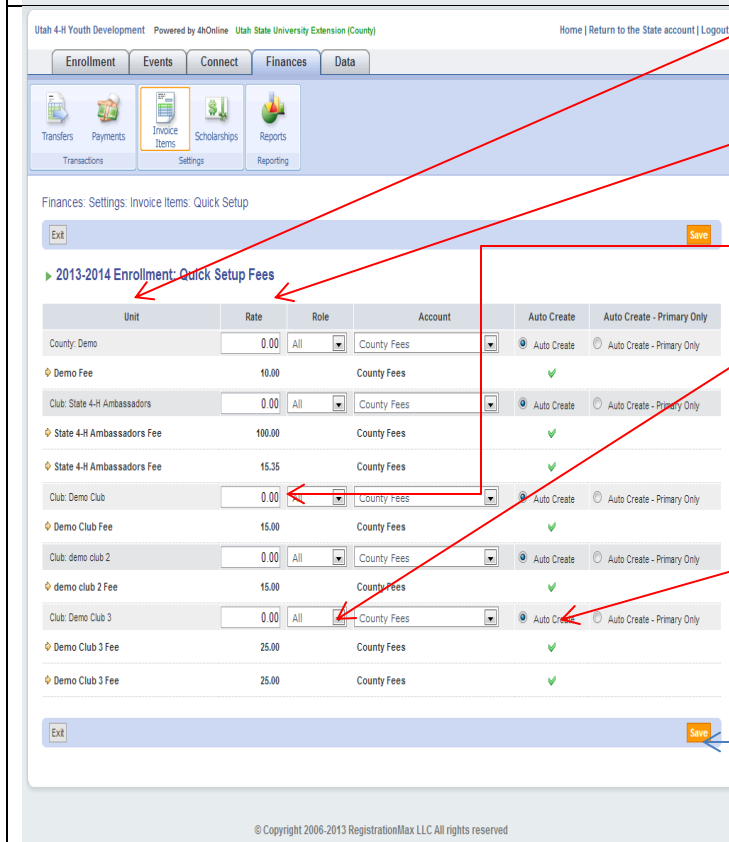 Utah 4-H Youth Development Powered by 4hOnline Utah State University Extension (County) Home | Return to the State account | Logout
Enrollment Events Connect Finances Data
Transfers Payments Invoice Items Scholarships Reports
Transactions Settings Reporting
Finances: Settings: Invoice Items: Quick Setup
Exit Save
2013-2014 Enrollment: Quick Setup Fees
Unit Rate Role Account Auto Create Auto Create - Primary Only
County: Demo 0.00 All County Fees Auto Create Auto Create - Primary Only
Demo Fee 10.00 County Fees
Club: State 4-H Ambassadors 0.00 All County Fees Auto Create Auto Create - Primary Only
State 4-H Ambassadors Fee 100.00 County Fees
State 4-H Ambassadors Fee 15.35 County Fees
Club: Demo Club 0.00 All County Fees Auto Create Auto Create - Primary Only
Demo Club Fee 15.00 County Fees
Club: demo club 2 0.00 All County Fees Auto Create Auto Create - Primary Only
demo club 2 Fee 15.00 County Fees
Club: Demo Club 3 0.00 All County Fees Auto Create Auto Create - Primary Only
Demo Club 3 Fee 25.00 County Fees
Demo Club 3 Fee 25.00 County Fees
Exit Save
© Copyright 2006-2013 RegistrationMax LLC All rights reserved